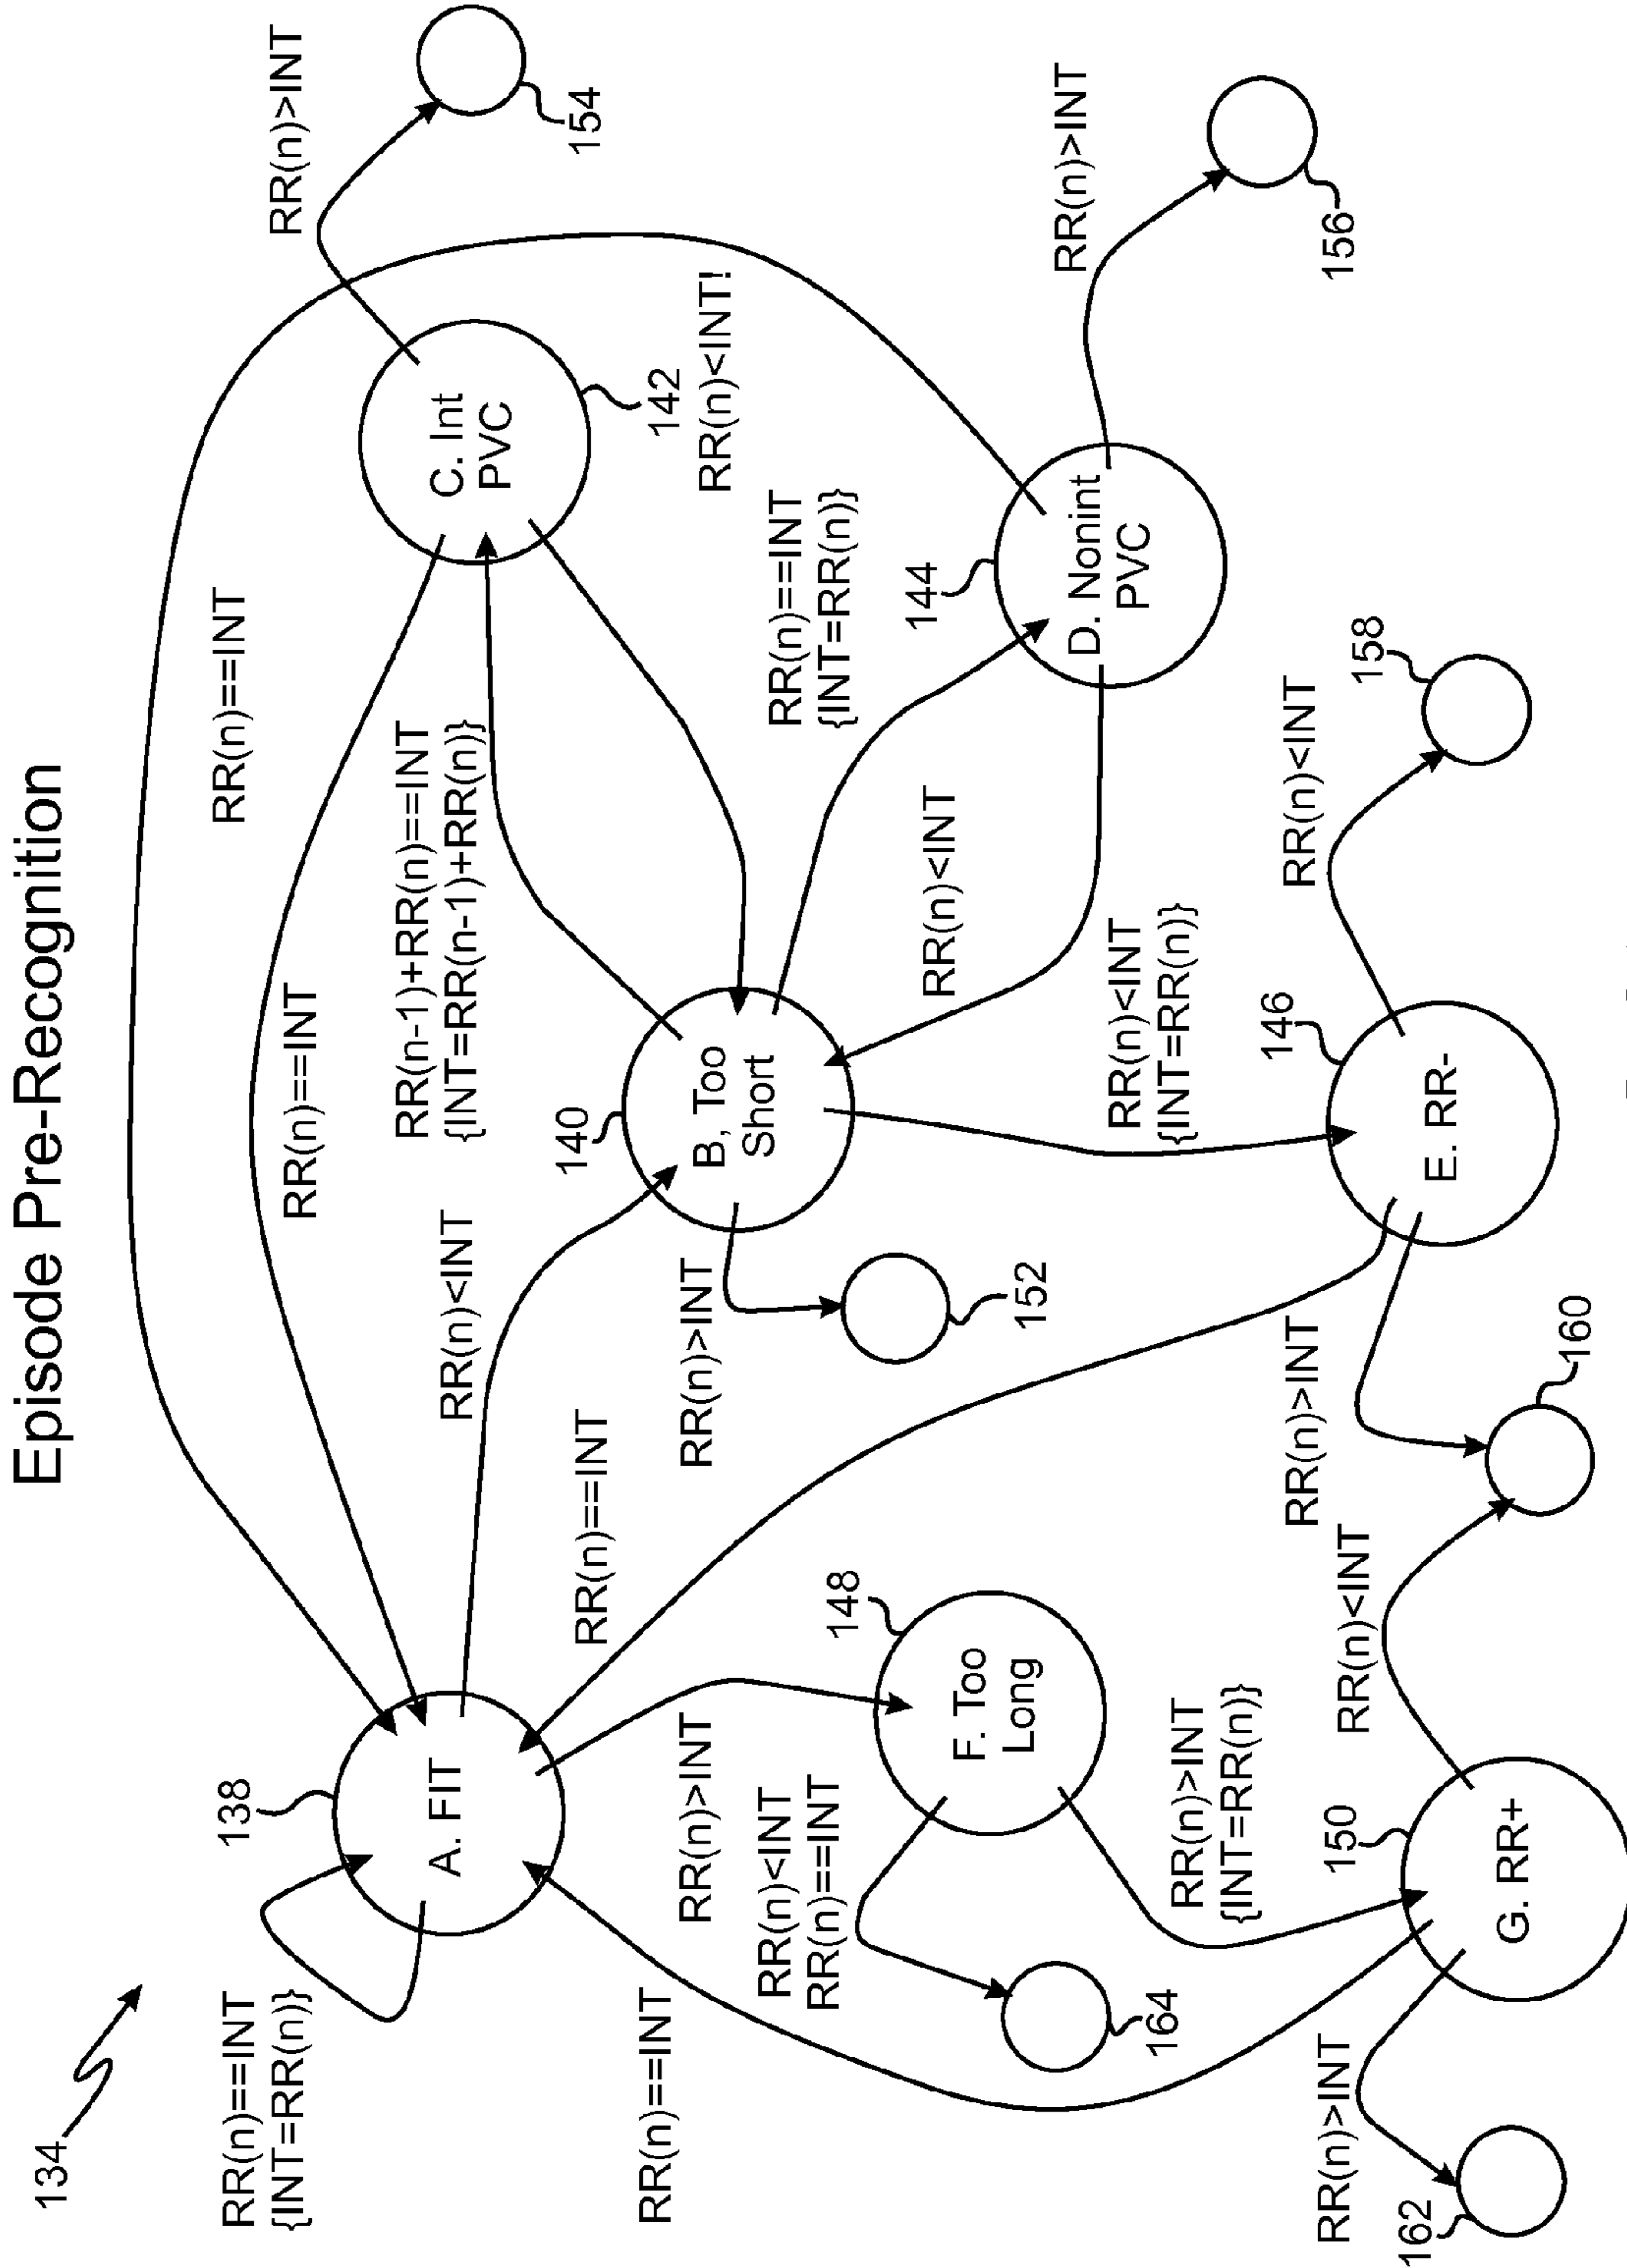 Episode Pre-Recognition
134
RR(n)==INT
{INT=RR(n)}
138
A. FIT
RR(n)==INT
RR(n)==INT
RR(n)>INT
154
C. Int
PVC
142
RR(n)<INT!
RR(n-1)+RR(n)==INT
{INT=RR(n-1)+RR(n)}
RR(n)<INT
140
B, Too
Short
RR(n)==INT
{INT=RR(n)}
144
D. Nonint
PVC
RR(n)>INT
156
RR(n)==INT
RR(n)>INT
152
RR(n)<INT
RR(n)<INT
{INT=RR(n)}
RR(n)==INT
RR(n)>INT
148
F. Too
Long
RR(n)<INT
RR(n)==INT
164
RR(n)>INT
{INT=RR(n)}
146
E. RR-
RR(n)<INT
158
RR(n)>INT
160
RR(n)<INT
150
G. RR+
RR(n)>INT
162